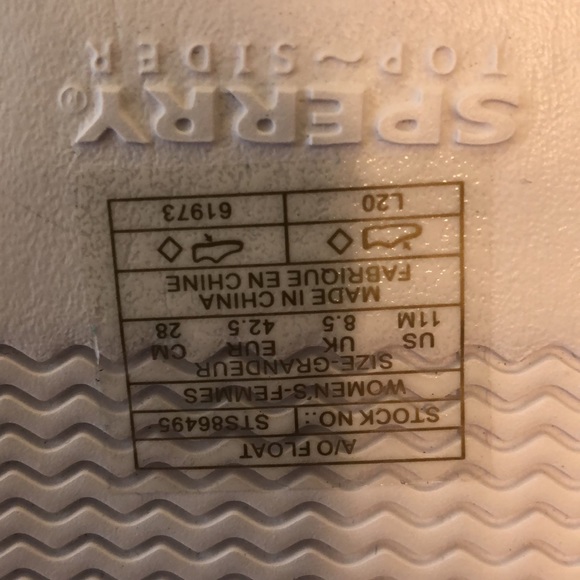 A/O FLOAT
STOCK NO.: STS86495
WOMEN'S-FEMMES
SIZE-GRANDEUR
US UK EUR CM
11M 8.5 42.5 28
MADE IN CHINA
FABRIQUE EN CHINE
L20 61973
SPERRY®
TOP~SIDER